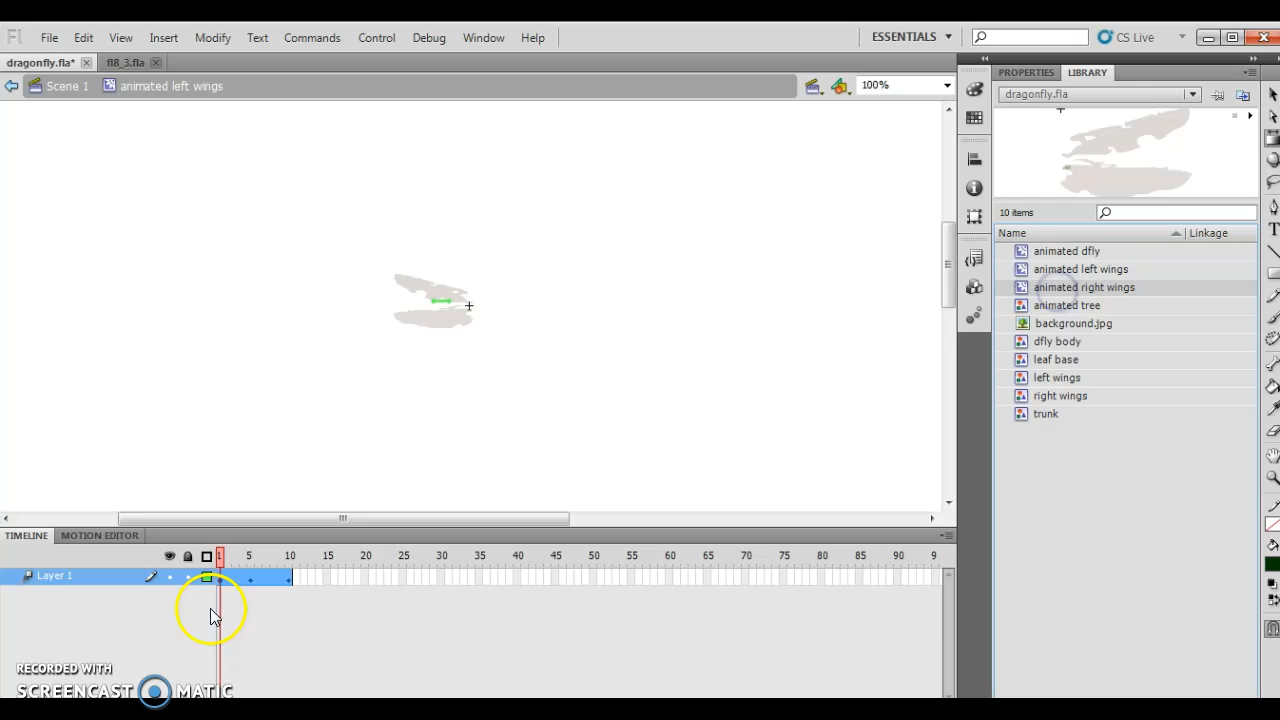 Fl File Edit View Insert Modify Text Commands Control Debug Window Help ESSENTIALS CS Live
dragonfly.fla* fl8_3.fla
Scene 1 animated left wings 100%
PROPERTIES LIBRARY
dragonfly.fla
10 items
Name Linkage
animated dfly
animated left wings
animated right wings
animated tree
background.jpg
dfly body
leaf base
left wings
right wings
trunk
TIMELINE MOTION EDITOR
1 5 10 15 20 25 30 35 40 45 50 55 60 65 70 75 80 85 90 9
Layer 1
RECORDED WITH
SCREENCAST MATIC